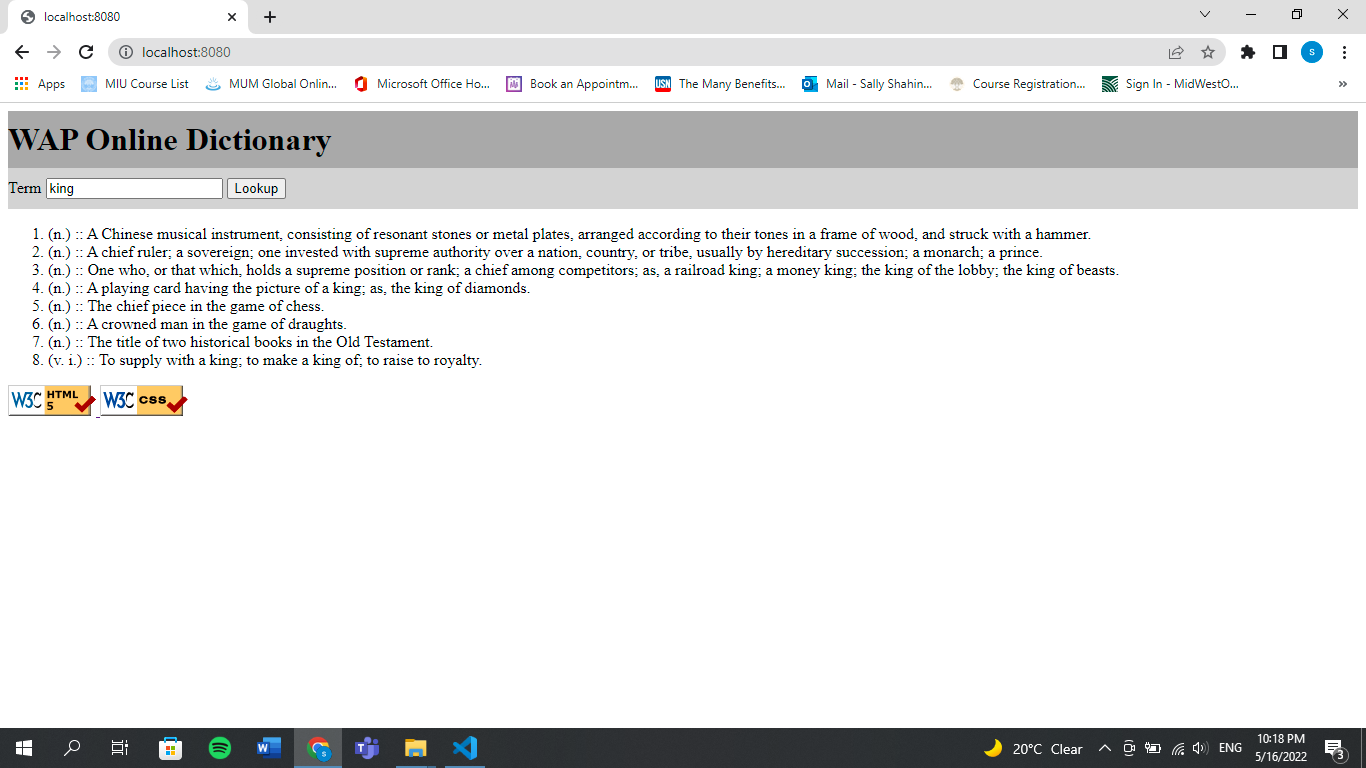 localhost:8080
localhost:8080
S
Apps MIU Course List MUM Global Onlin... Microsoft Office Ho... Book an Appointm... USN The Many Benefits... Mail - Sally Shahin... Course Registration... Sign In - MidWestO... »
WAP Online Dictionary
Term king Lookup
1. (n.) :: A Chinese musical instrument, consisting of resonant stones or metal plates, arranged according to their tones in a frame of wood, and struck with a hammer.
2. (n.) :: A chief ruler; a sovereign; one invested with supreme authority over a nation, country, or tribe, usually by hereditary succession; a monarch; a prince.
3. (n.) :: One who, or that which, holds a supreme position or rank; a chief among competitors; as, a railroad king; a money king; the king of the lobby; the king of beasts.
4. (n.) :: A playing card having the picture of a king; as, the king of diamonds.
5. (n.) :: The chief piece in the game of chess.
6. (n.) :: A crowned man in the game of draughts.
7. (n.) :: The title of two historical books in the Old Testament.
8. (v. i.) :: To supply with a king; to make a king of; to raise to royalty.
W3C HTML 5 W3C CSS
20°C Clear ENG 10:18 PM
5/16/2022 3